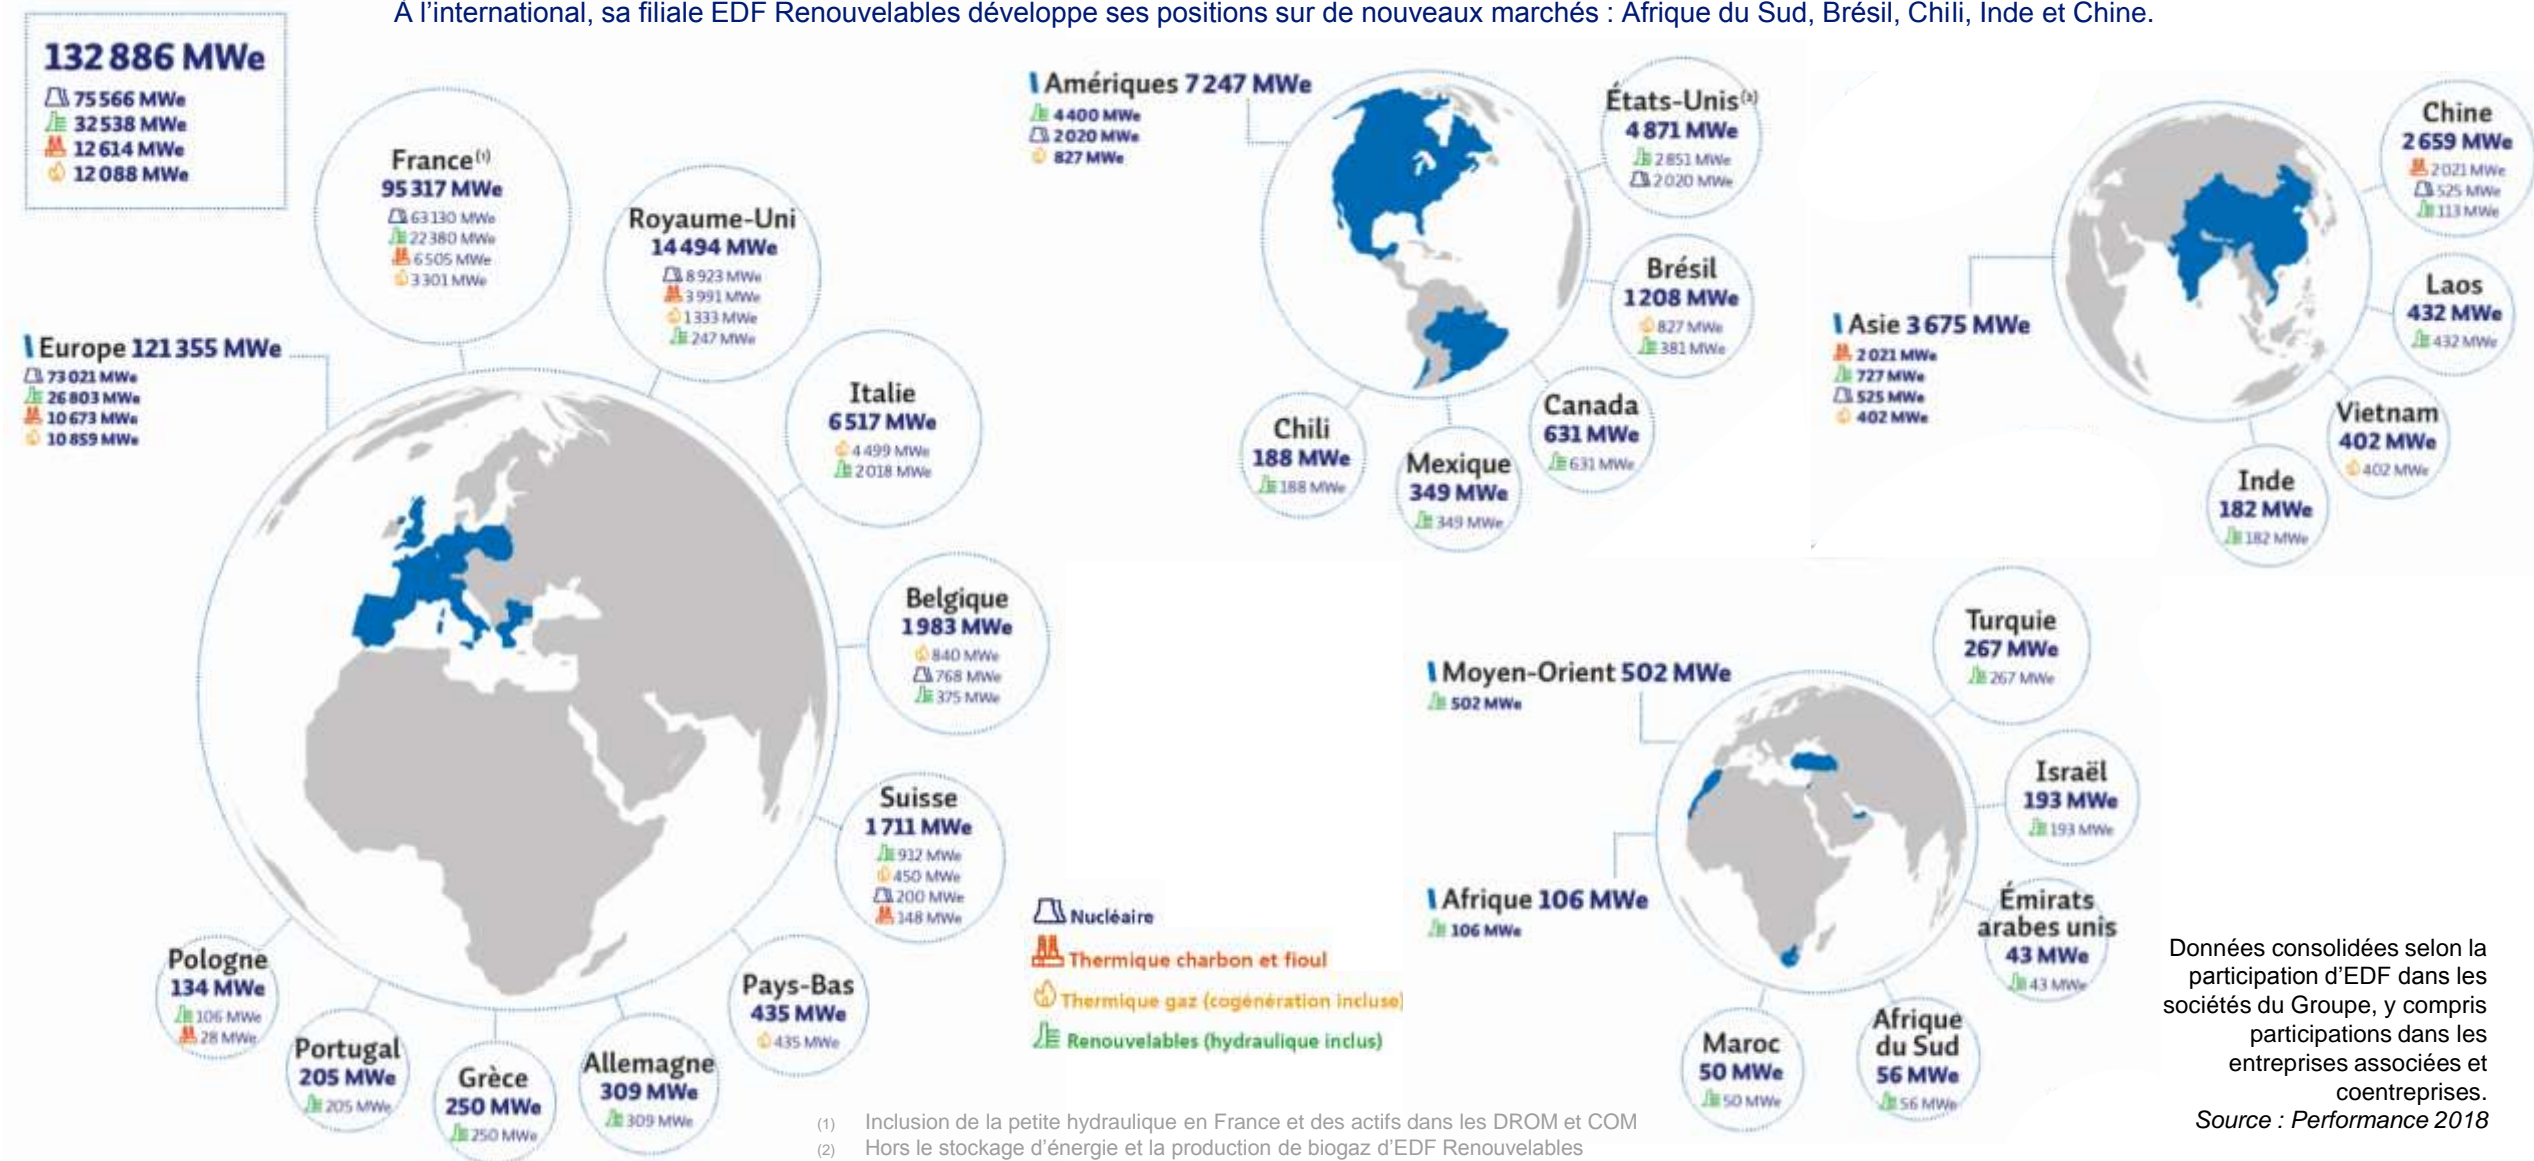 À l’international, sa filiale EDF Renouvelables développe ses positions sur de nouveaux marchés : Afrique du Sud, Brésil, Chili, Inde et Chine.
132 886 MWe
75 566 MWe
32 538 MWe
12 614 MWe
12 088 MWe
France(1)
95 317 MWe
63 130 MWe
22 380 MWe
6 505 MWe
3 301 MWe
Royaume-Uni
14 494 MWe
8 923 MWe
3 991 MWe
1 333 MWe
247 MWe
Europe 121 355 MWe
73 021 MWe
26 803 MWe
10 673 MWe
10 859 MWe
Italie
6 517 MWe
4 499 MWe
2 018 MWe
Belgique
1 983 MWe
840 MWe
768 MWe
375 MWe
Suisse
1 711 MWe
912 MWe
450 MWe
200 MWe
148 MWe
Pays-Bas
435 MWe
435 MWe
Allemagne
309 MWe
309 MWe
Grèce
250 MWe
250 MWe
Portugal
205 MWe
205 MWe
Pologne
134 MWe
106 MWe
28 MWe
Amériques 7 247 MWe
4 400 MWe
2 020 MWe
827 MWe
États-Unis(2)
4 871 MWe
2 851 MWe
2 020 MWe
Brésil
1 208 MWe
827 MWe
381 MWe
Canada
631 MWe
631 MWe
Mexique
349 MWe
349 MWe
Chili
188 MWe
188 MWe
Asie 3 675 MWe
2 021 MWe
727 MWe
525 MWe
402 MWe
Chine
2 659 MWe
2 021 MWe
525 MWe
113 MWe
Laos
432 MWe
432 MWe
Vietnam
402 MWe
402 MWe
Inde
182 MWe
182 MWe
Moyen-Orient 502 MWe
502 MWe
Turquie
267 MWe
267 MWe
Israël
193 MWe
193 MWe
Émirats
arabes unis
43 MWe
43 MWe
Afrique 106 MWe
106 MWe
Afrique
du Sud
56 MWe
56 MWe
Maroc
50 MWe
50 MWe
Nucléaire
Thermique charbon et fioul
Thermique gaz (cogénération incluse)
Renouvelables (hydraulique inclus)
Données consolidées selon la
participation d’EDF dans les
sociétés du Groupe, y compris
participations dans les
entreprises associées et
coentreprises.
Source : Performance 2018
(1) Inclusion de la petite hydraulique en France et des actifs dans les DROM et COM
(2) Hors le stockage d’énergie et la production de biogaz d’EDF Renouvelables